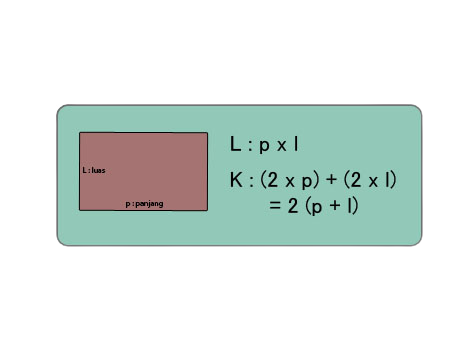 L : p x l
L : luas
K : (2 x p) + (2 x l)
p : panjang
= 2 (p + l)